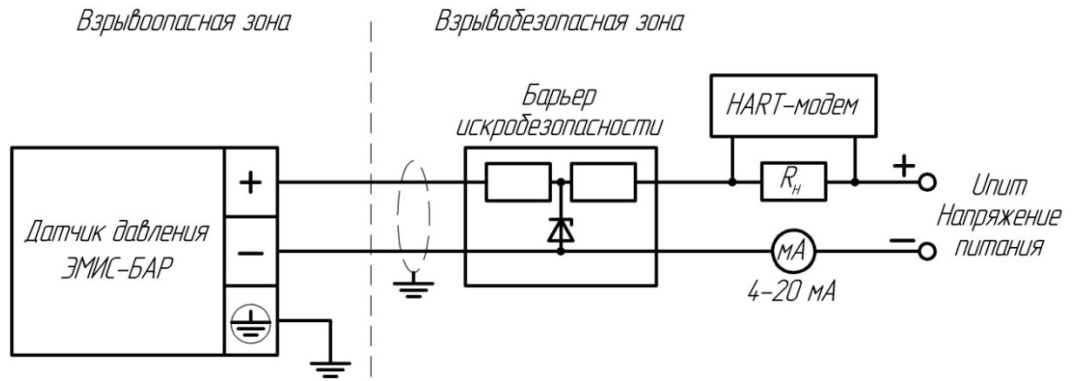 Взрывоопасная зона
Взрывобезопасная зона
Барьер
искробезопасности
HART-модем
Датчик давления
ЭМИС-БАР
+
−
Rн
+
−
мА
4-20 мА
Uпит
Напряжение
питания